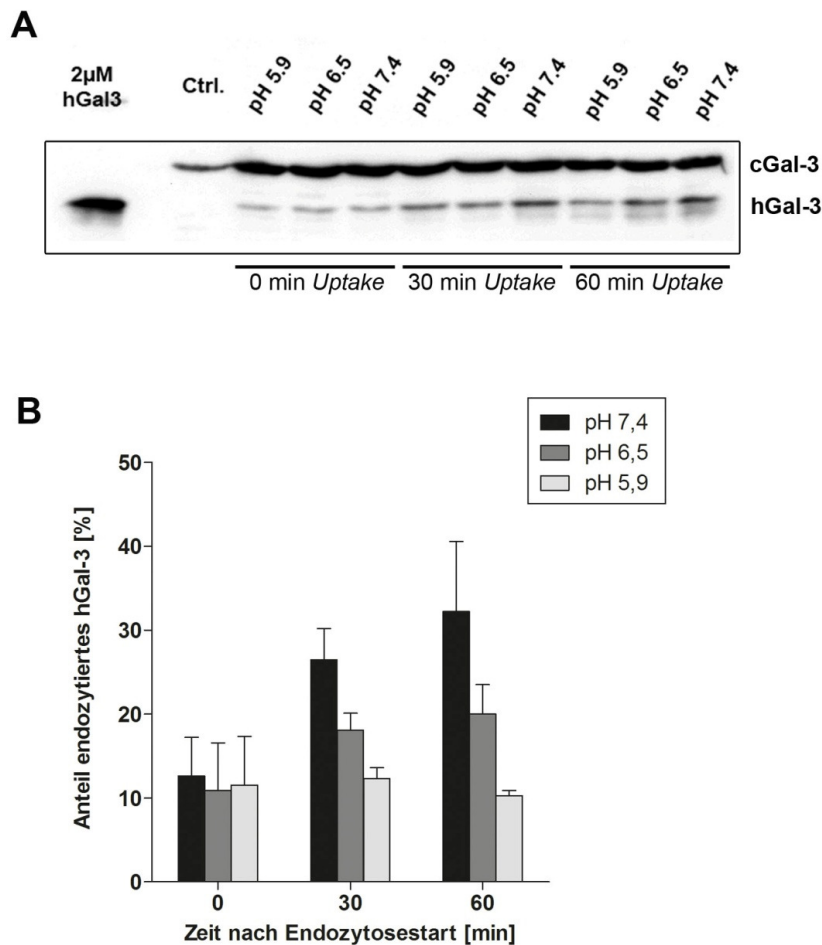 A
2µM
hGal3
Ctrl.
pH 5.9
pH 6.5
pH 7.4
pH 5.9
pH 6.5
pH 7.4
pH 5.9
pH 6.5
pH 7.4
cGal-3
hGal-3
0 min Uptake
30 min Uptake
60 min Uptake
B
pH 7,4
pH 6,5
pH 5,9
Anteil endozytiertes hGal-3 [%]
50
40
30
20
10
0
0
30
60
Zeit nach Endozytosestart [min]